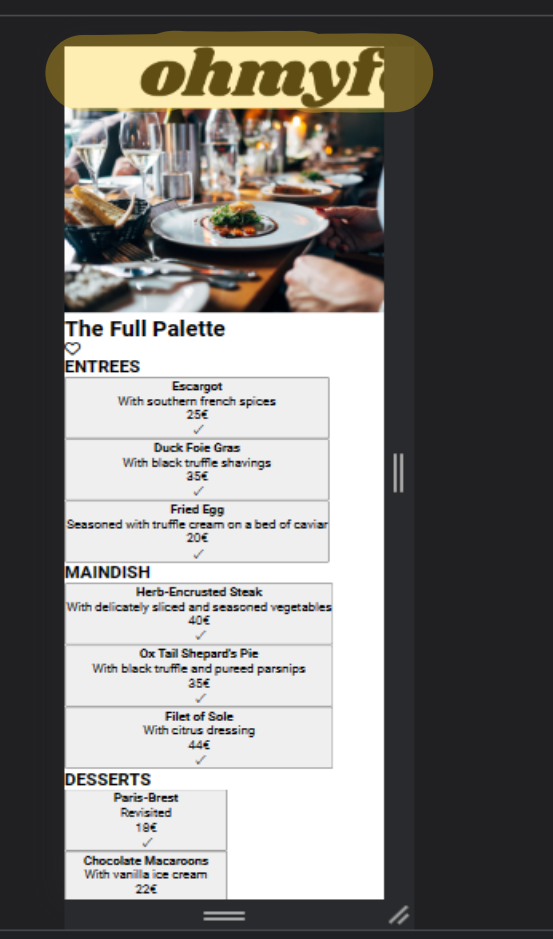 ohmyf
The Full Palette
ENTREES
Escargot
With southern french spices
25€
Duck Foie Gras
With black truffle shavings
35€
Fried Egg
Seasoned with truffle cream on a bed of caviar
20€
MAINDISH
Herb-Encrusted Steak
With delicately sliced and seasoned vegetables
40€
Ox Tail Shepard's Pie
With black truffle and pureed parsnips
35€
Filet of Sole
With citrus dressing
44€
DESSERTS
Paris-Brest
Revisited
18€
Chocolate Macaroons
With vanilla ice cream
22€